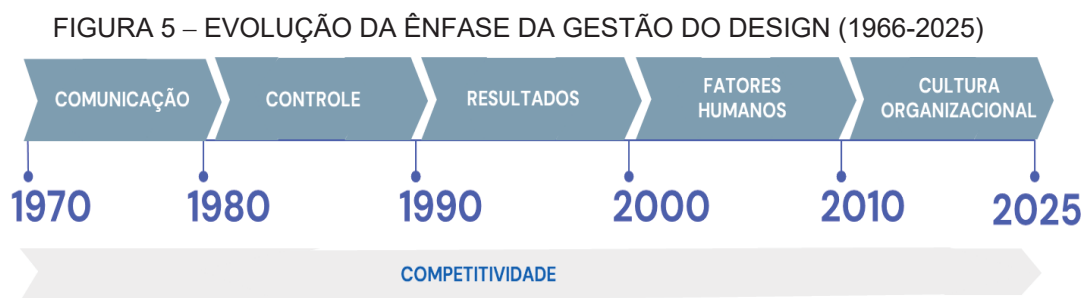 FIGURA 5 – EVOLUÇÃO DA ÊNFASE DA GESTÃO DO DESIGN (1966-2025)
COMUNICAÇÃO
CONTROLE
RESULTADOS
FATORES
HUMANOS
CULTURA
ORGANIZACIONAL
1970
1980
1990
2000
2010
2025
COMPETITIVIDADE